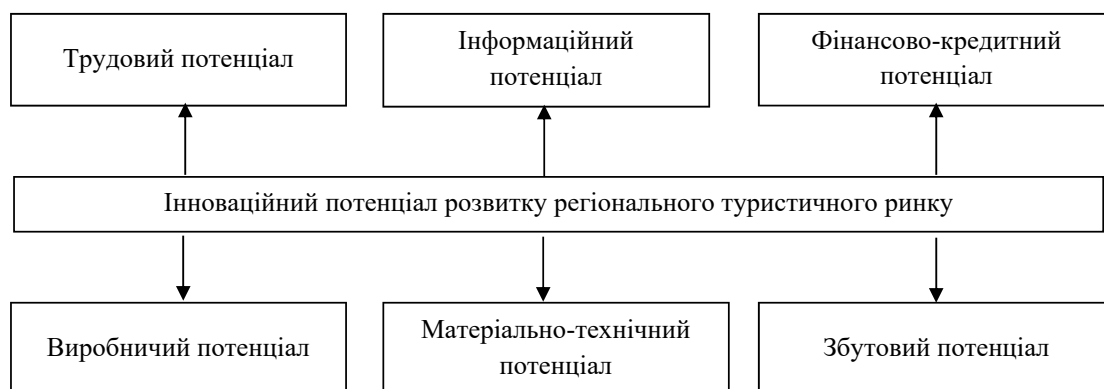 Трудовий потенціал
Інформаційний
потенціал
Фінансово-кредитний
потенціал
Інноваційний потенціал розвитку регіонального туристичного ринку
Виробничий потенціал
Матеріально-технічний
потенціал
Збутовий потенціал